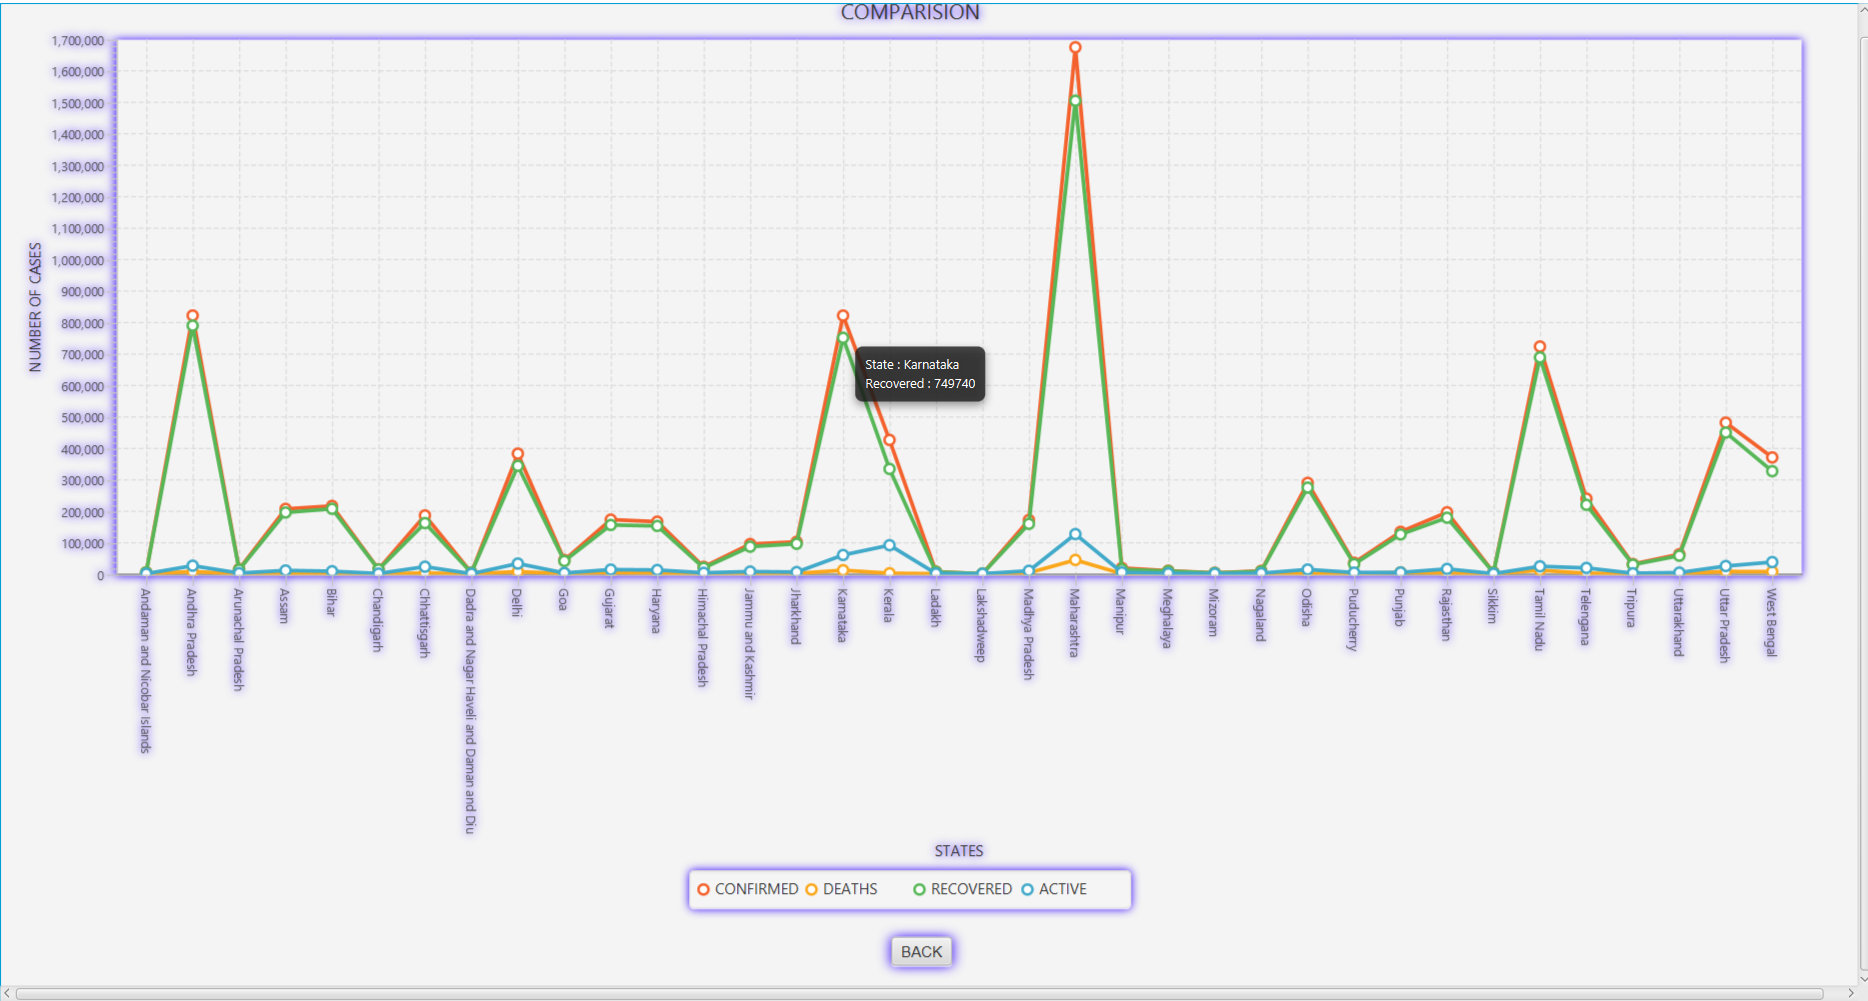 COMPARISION
1,700,000
1,600,000
1,500,000
1,400,000
1,300,000
1,200,000
1,100,000
1,000,000
900,000
800,000
700,000
600,000
500,000
400,000
300,000
200,000
100,000
0
NUMBER OF CASES
State : Karnataka
Recovered : 749740
Andaman and Nicobar Islands
Andhra Pradesh
Arunachal Pradesh
Assam
Bihar
Chandigarh
Chhattisgarh
Dadra and Nagar Haveli and Daman and Diu
Delhi
Goa
Gujarat
Haryana
Himachal Pradesh
Jammu and Kashmir
Jharkhand
Karnataka
Kerala
Ladakh
Lakshadweep
Madhya Pradesh
Maharashtra
Manipur
Meghalaya
Mizoram
Nagaland
Odisha
Puducherry
Punjab
Rajasthan
Sikkim
Tamil Nadu
Telengana
Tripura
Uttarakhand
Uttar Pradesh
West Bengal
STATES
CONFIRMED DEATHS RECOVERED ACTIVE
BACK